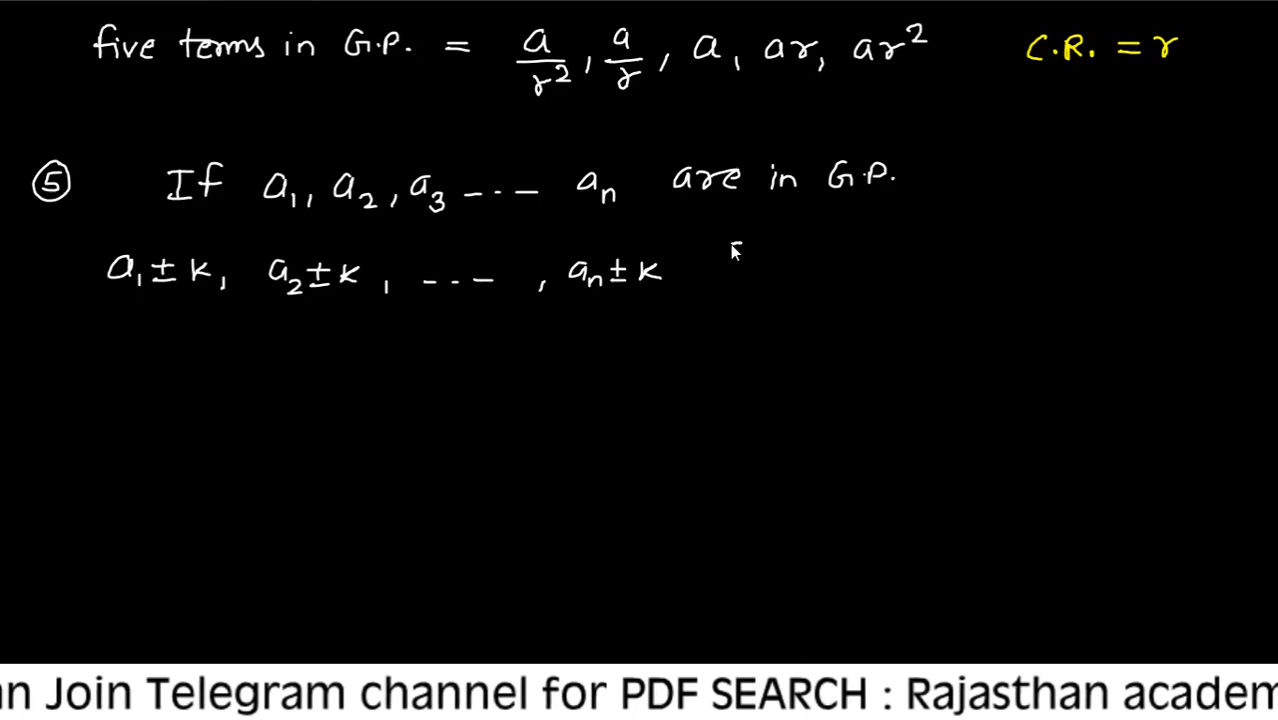 five terms in G.P. = a/r², a/r, a, ar, ar² C.R. = r
⑤ If a₁, a₂, a₃ ----- aₙ are in G.P.
a₁±k, a₂±k, ----, aₙ±k
an Join Telegram channel for PDF SEARCH : Rajasthan academ